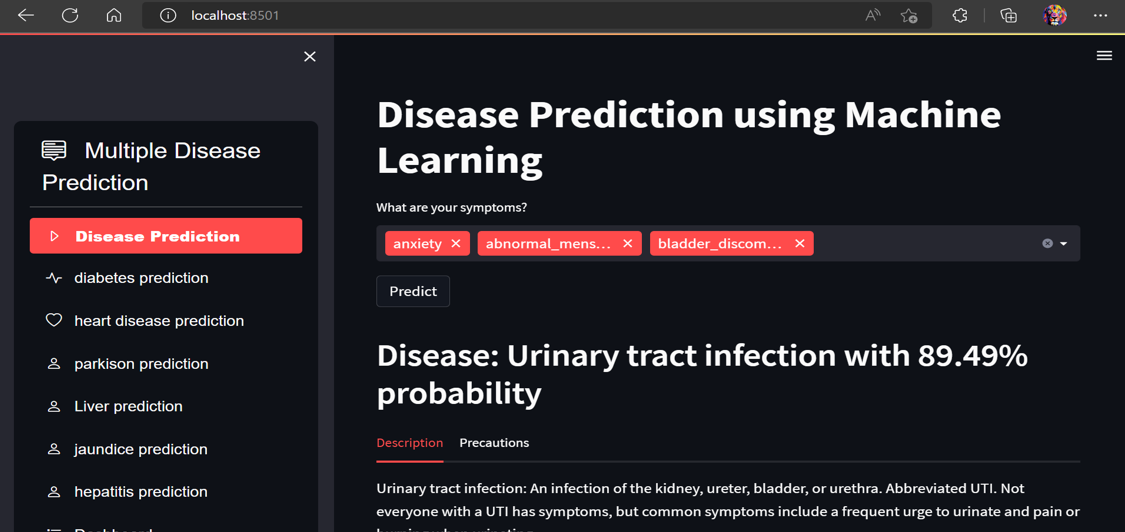 localhost:8501
Multiple Disease
Prediction
Disease Prediction
diabetes prediction
heart disease prediction
parkison prediction
Liver prediction
jaundice prediction
hepatitis prediction
Disease Prediction using Machine
Learning
What are your symptoms?
anxiety abnormal_mens... bladder_discom...
Predict
Disease: Urinary tract infection with 89.49%
probability
Description Precautions
Urinary tract infection: An infection of the kidney, ureter, bladder, or urethra. Abbreviated UTI. Not
everyone with a UTI has symptoms, but common symptoms include a frequent urge to urinate and pain or